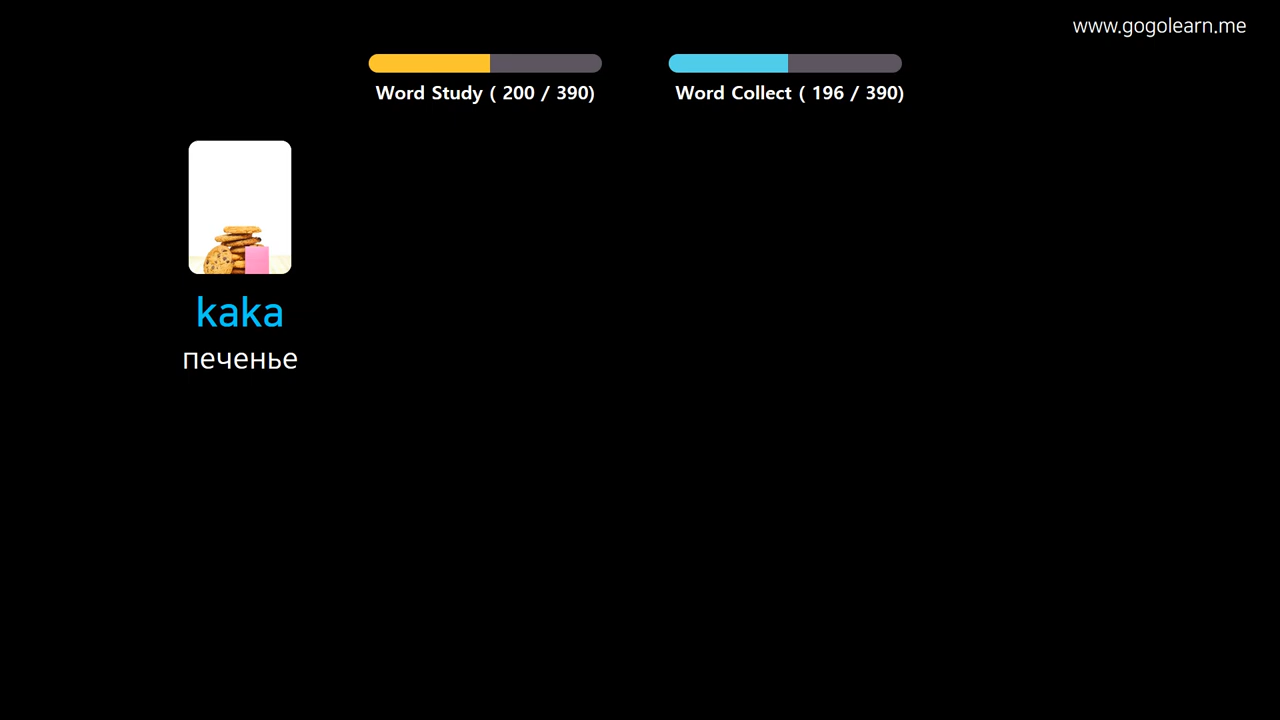 www.gogolearn.me
Word Study ( 200 / 390)
Word Collect ( 196 / 390)
kaka
печенье